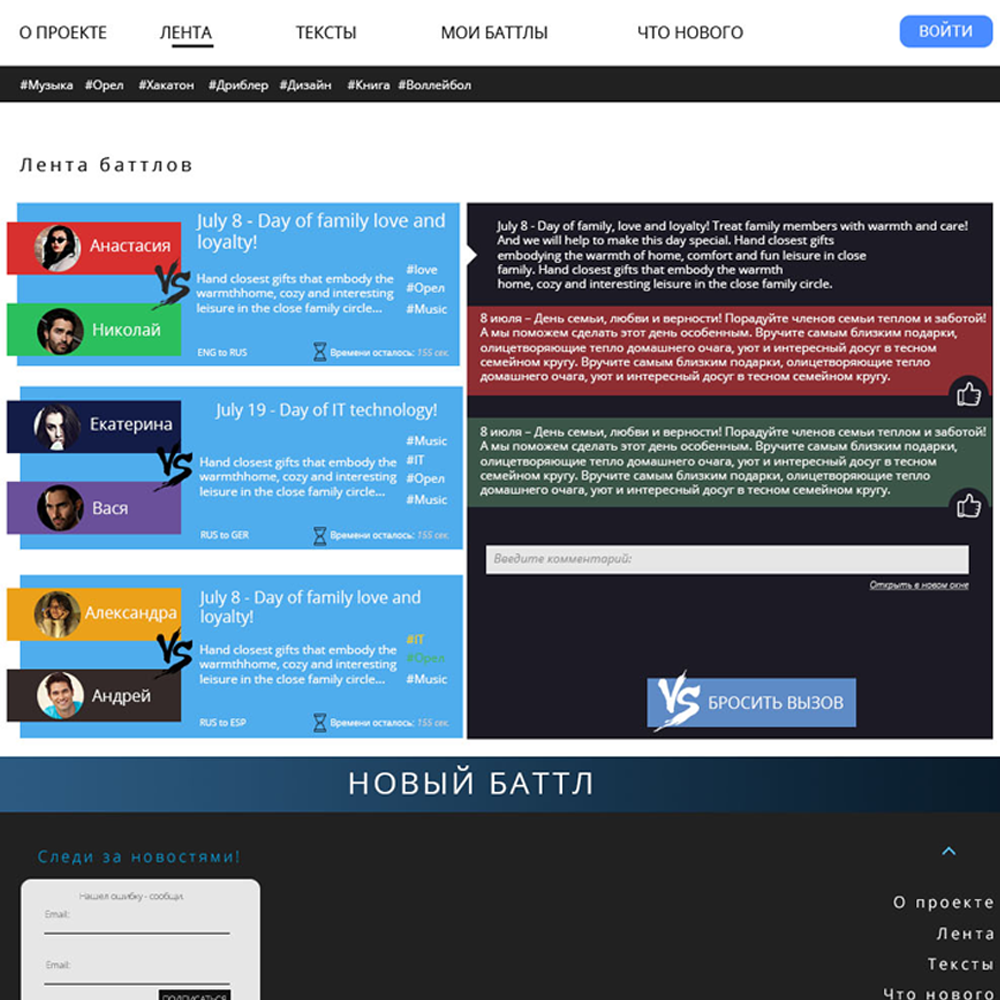 О ПРОЕКТЕ ЛЕНТА ТЕКСТЫ МОИ БАТТЛЫ ЧТО НОВОГО ВОЙТИ
#Музыка #Орел #Хакатон #Дриблер #Дизайн #Книга #Воллейбол
Лента баттлов
Анастасия
VS
Николай
July 8 - Day of family love and
loyalty!
Hand closest gifts that embody the
warmthhome, cozy and interesting
leisure in the close family circle...
#love
#Орел
#Music
ENG to RUS
Времени осталось: 155 сек.
Екатерина
VS
Вася
July 19 - Day of IT technology!
Hand closest gifts that embody the
warmthhome, cozy and interesting
leisure in the close family circle...
#Music
#IT
#Орел
#Music
RUS to GER
Времени осталось: 155 сек.
Александра
VS
Андрей
July 8 - Day of family love and
loyalty!
Hand closest gifts that embody the
warmthhome, cozy and interesting
leisure in the close family circle...
#IT
#Орел
#Music
RUS to ESP
Времени осталось: 155 сек.
July 8 - Day of family, love and loyalty! Treat family members with warmth and care!
And we will help to make this day special. Hand closest gifts
embodying the warmth of home, comfort and fun leisure in close
family. Hand closest gifts that embody the warmth
home, cozy and interesting leisure in the close family circle.
8 июля – День семьи, любви и верности! Порадуйте членов семьи теплом и заботой!
А мы поможем сделать этот день особенным. Вручите самым близким подарки,
олицетворяющие тепло домашнего очага, уют и интересный досуг в тесном
семейном кругу. Вручите самым близким подарки, олицетворяющие тепло
домашнего очага, уют и интересный досуг в тесном семейном кругу.
8 июля – День семьи, любви и верности! Порадуйте членов семьи теплом и заботой!
А мы поможем сделать этот день особенным. Вручите самым близким подарки,
олицетворяющие тепло домашнего очага, уют и интересный досуг в тесном
семейном кругу. Вручите самым близким подарки, олицетворяющие тепло
домашнего очага, уют и интересный досуг в тесном семейном кругу.
Введите комментарий:
Открыть в новом окне
VS БРОСИТЬ ВЫЗОВ
НОВЫЙ БАТТЛ
Следи за новостями!
Нашел ошибку - сообщи.
Email:
Email:
ПОДПИСАТЬСЯ
О проекте
Лента
Тексты
Что нового